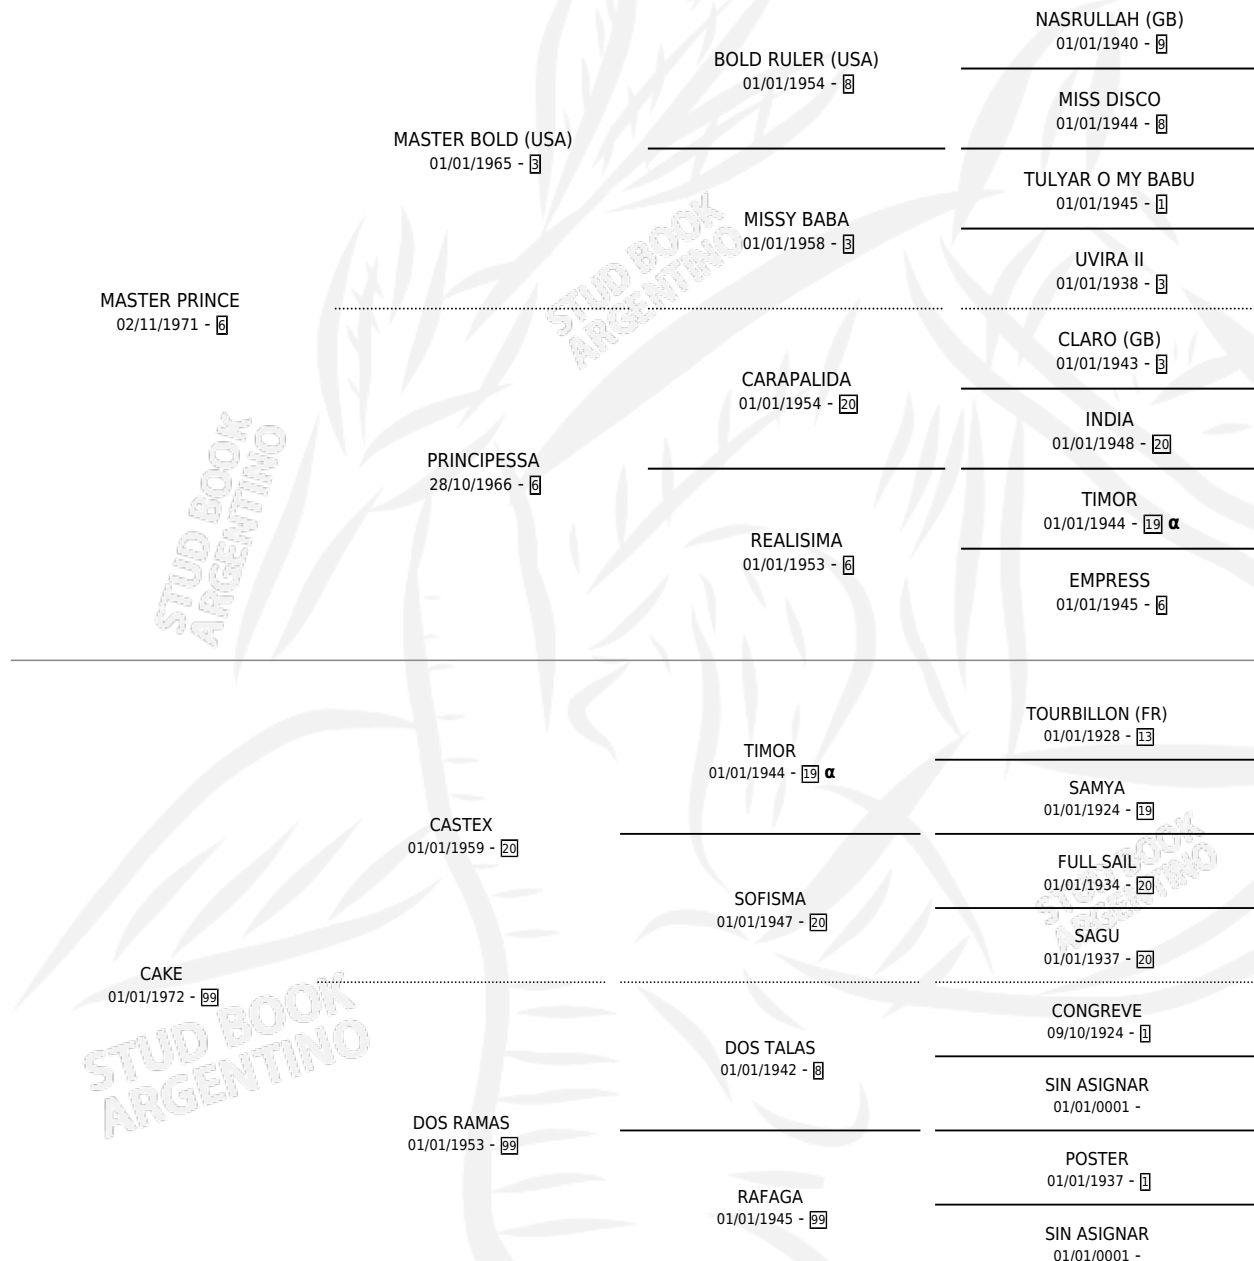 NASRULLAH (GB)
01/01/1940 - 9
BOLD RULER (USA)
01/01/1954 - 8
MISS DISCO
01/01/1944 - 8
MASTER BOLD (USA)
01/01/1965 - 3
TULYAR O MY BABU
01/01/1945 - 1
MISSY BABA
01/01/1958 - 3
UVIRA II
01/01/1938 - 3
MASTER PRINCE
02/11/1971 - 6
CLARO (GB)
01/01/1943 - 3
CARAPALIDA
01/01/1954 - 20
INDIA
01/01/1948 - 20
PRINCIPESSA
28/10/1966 - 6
TIMOR
01/01/1944 - 19 α
REALISIMA
01/01/1953 - 6
EMPRESS
01/01/1945 - 6
TOURBILLON (FR)
01/01/1928 - 13
TIMOR
01/01/1944 - 19 α
SAMYA
01/01/1924 - 19
CASTEX
01/01/1959 - 20
FULL SAIL
01/01/1934 - 20
SOFISMA
01/01/1947 - 20
SAGU
01/01/1937 - 20
CAKE
01/01/1972 - 99
CONGREVE
09/10/1924 - 1
DOS TALAS
01/01/1942 - 8
SIN ASIGNAR
01/01/0001 -
DOS RAMAS
01/01/1953 - 99
POSTER
01/01/1937 - 1
RAFAGA
01/01/1945 - 99
SIN ASIGNAR
01/01/0001 -
STUD BOOK
ARGENTINO
STUD BOOK
ARGENTINO
STUD BOOK
ARGENTINO
STUD BOOK
ARGENTINO